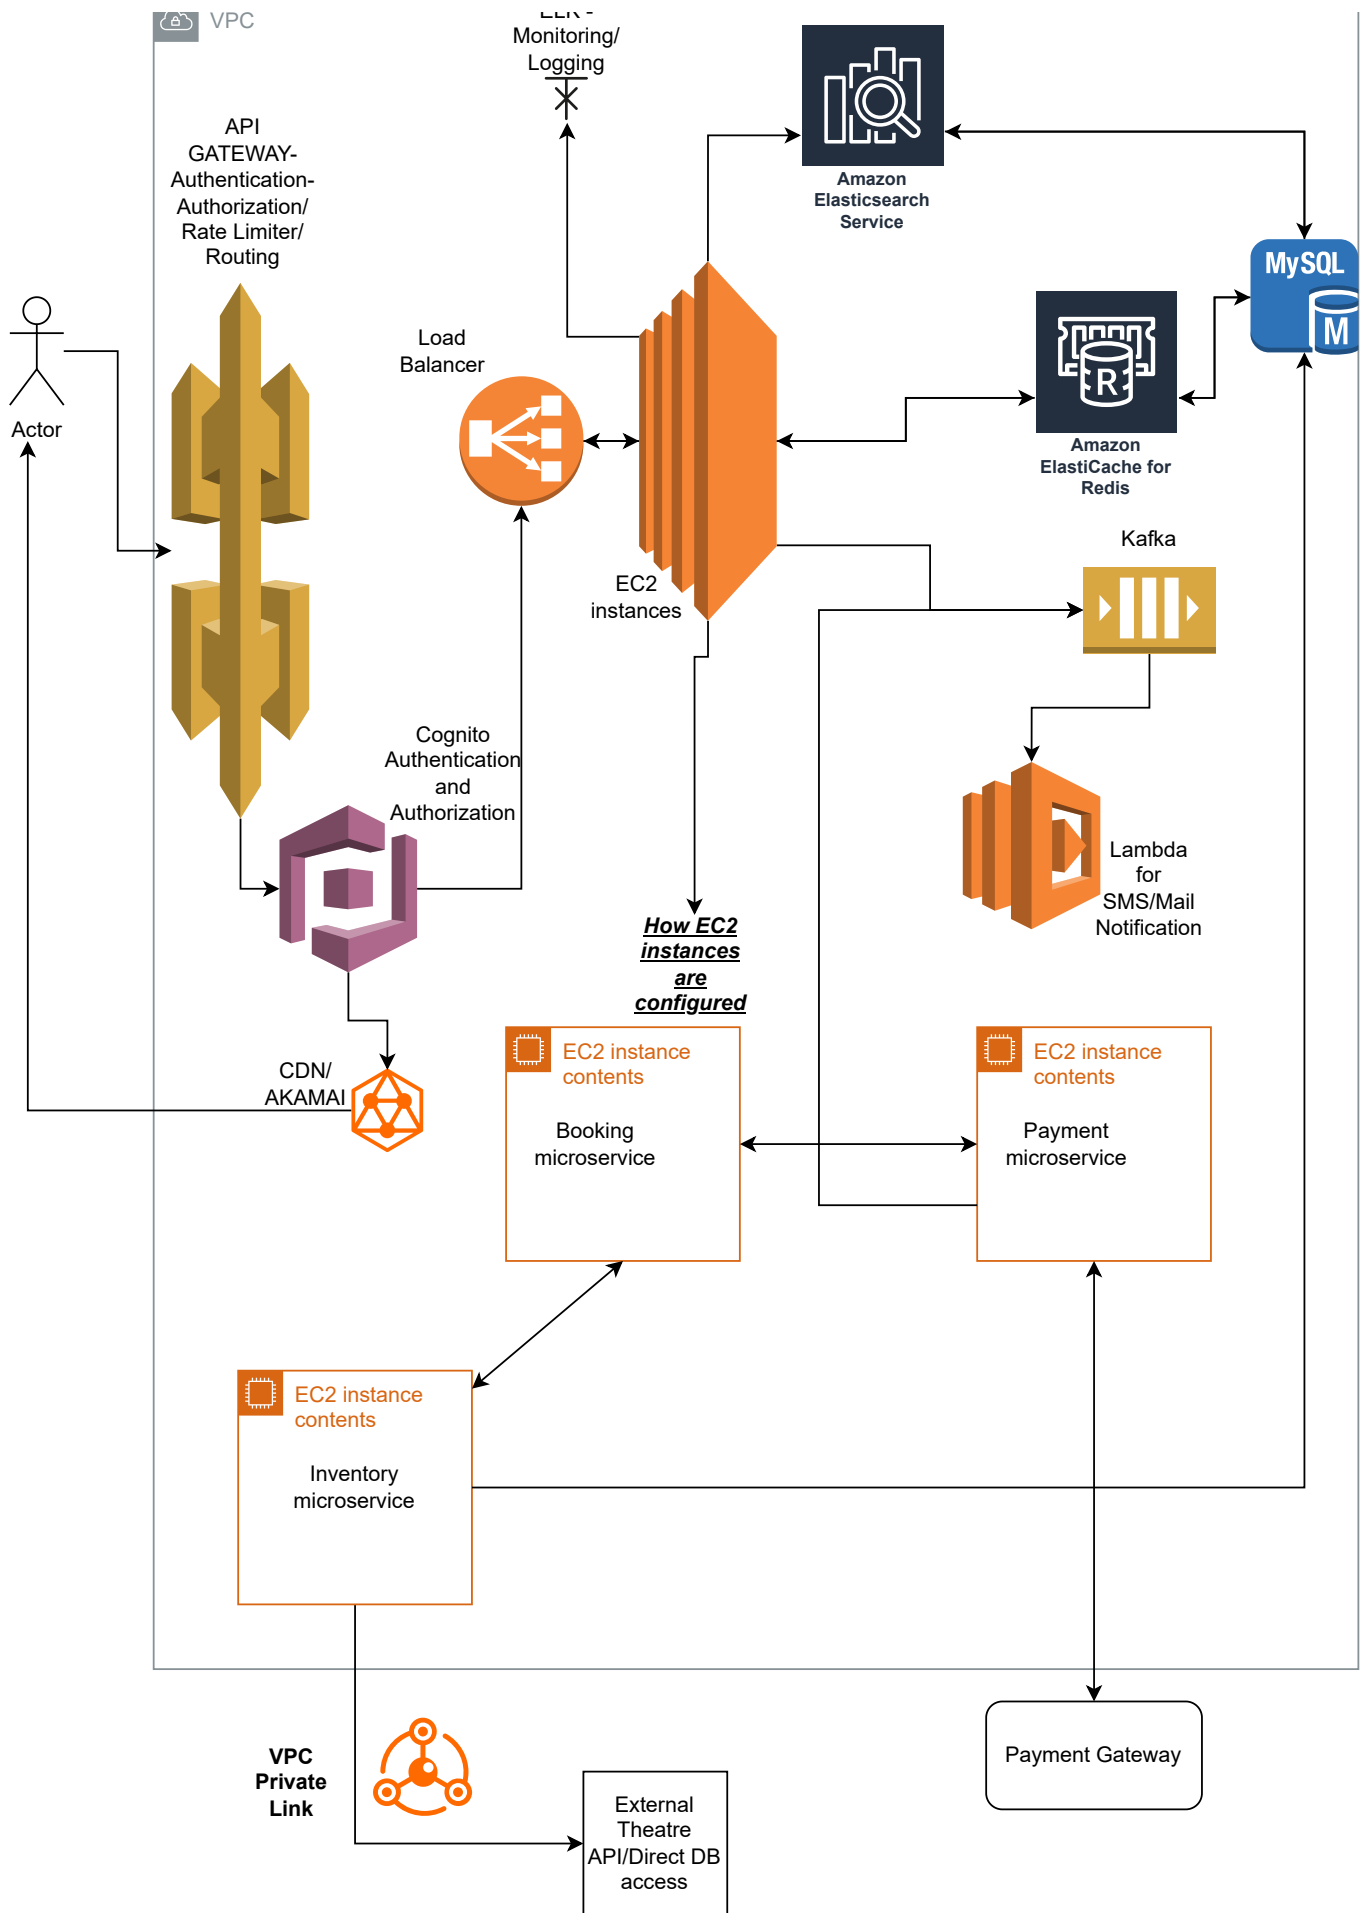 VPC
ELK -
Monitoring/
Logging
Amazon
Elasticsearch
Service
API
GATEWAY-
Authentication-
Authorization/
Rate Limiter/
Routing
MySQL
M
Load
Balancer
R
Actor
Amazon
ElastiCache for
Redis
Kafka
EC2
instances
Cognito
Authentication
and
Authorization
Lambda
for
SMS/Mail
Notification
How EC2
instances
are
configured
CDN/
AKAMAI
EC2 instance
contents
Booking
microservice
EC2 instance
contents
Payment
microservice
EC2 instance
contents
Inventory
microservice
VPC
Private
Link
Payment Gateway
External
Theatre
API/Direct DB
access